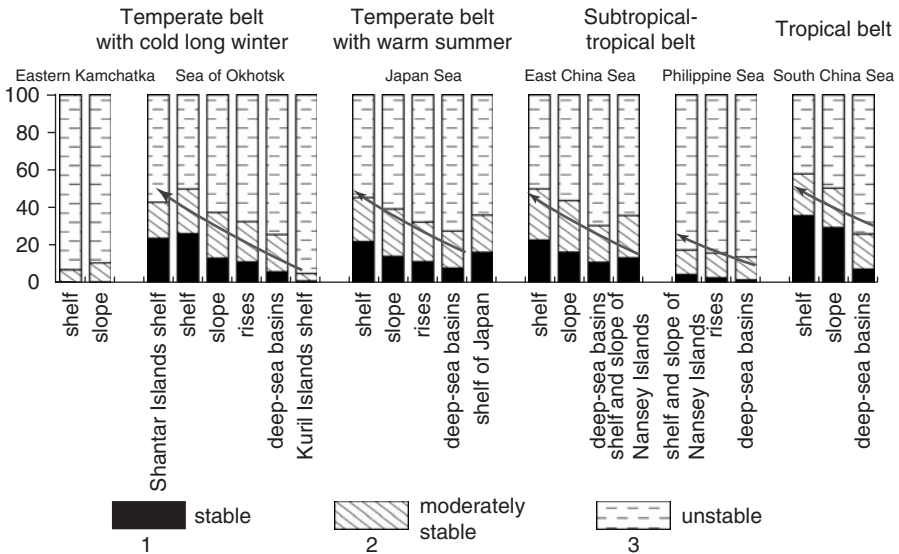 Temperate belt
with cold long winter
Temperate belt
with warm summer
Subtropical-
tropical belt
Tropical belt
Eastern Kamchatka
Sea of Okhotsk
Japan Sea
East China Sea
Philippine Sea
South China Sea
100
80
60
40
20
0
shelf
slope
Shantar Islands shelf
shelf
slope
rises
deep-sea basins
Kuril Islands shelf
shelf
slope
rises
deep-sea basins
shelf of Japan
shelf
slope
deep-sea basins
shelf and slope of
Nansey Islands
shelf and slope of
Nansey Islands
rises
deep-sea basins
shelf
slope
deep-sea basins
stable
1
moderately
stable
2
unstable
3